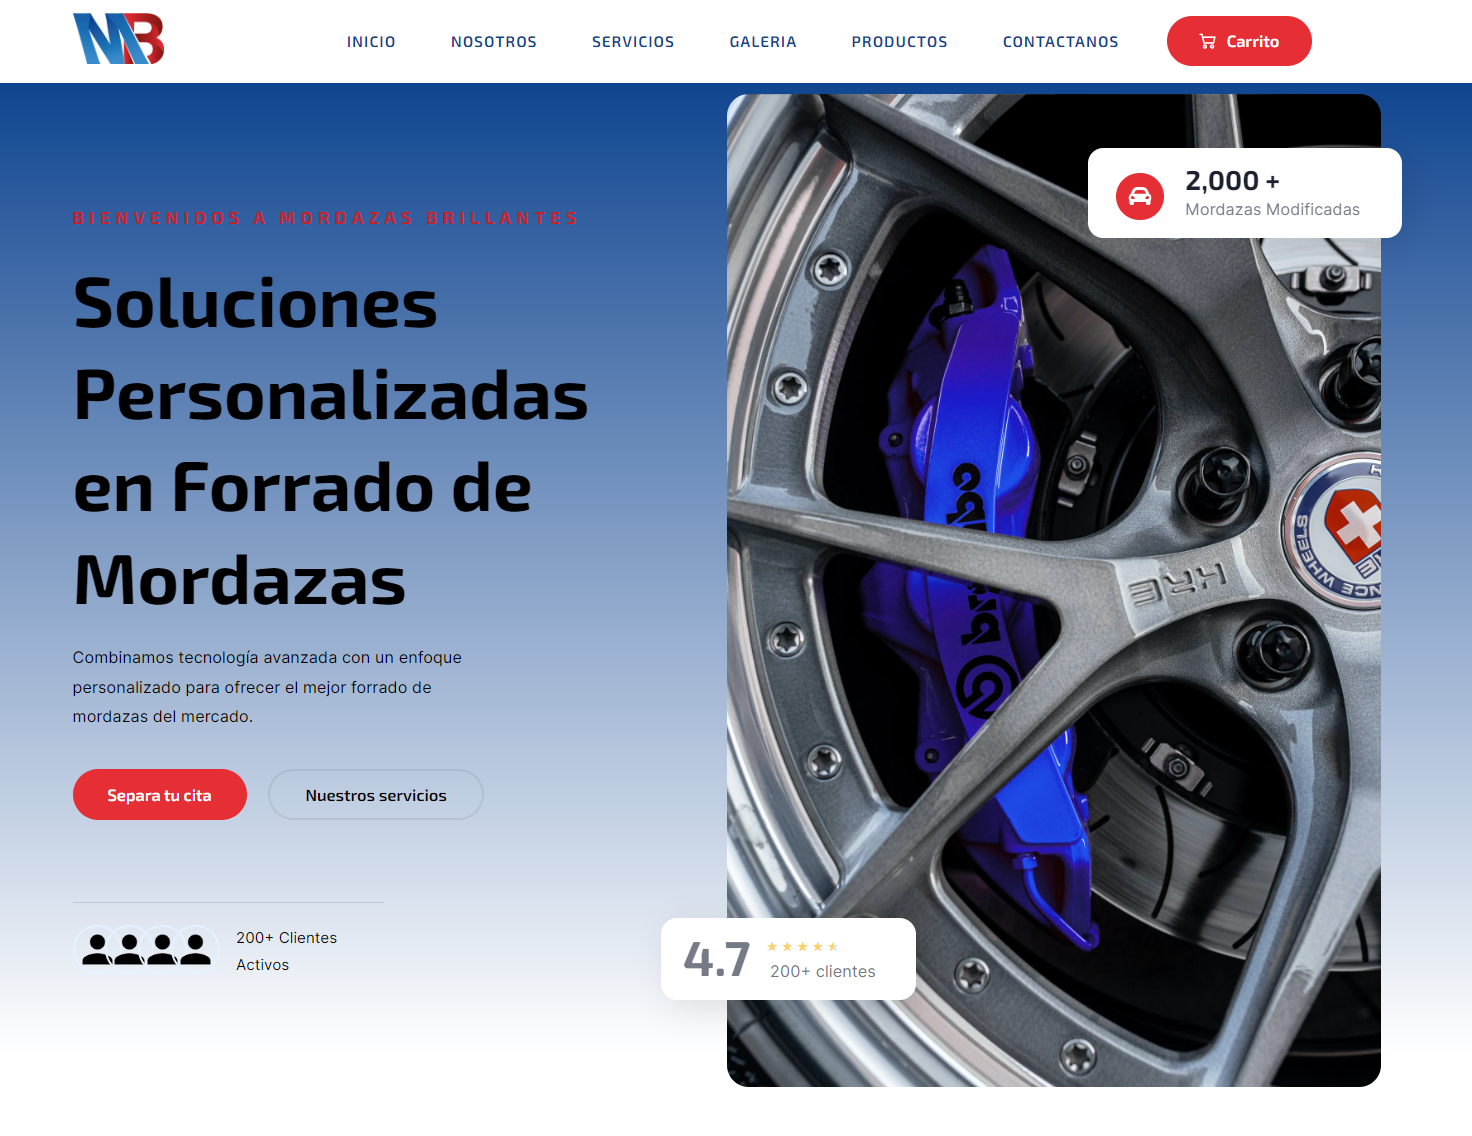 MB
INICIO
NOSOTROS
SERVICIOS
GALERIA
PRODUCTOS
CONTACTANOS
Carrito
BIENVENIDOS A MORDAZAS BRILLANTES
Soluciones
Personalizadas
en Forrado de
Mordazas
Combinamos tecnología avanzada con un enfoque
personalizado para ofrecer el mejor forrado de
mordazas del mercado.
Separa tu cita
Nuestros servicios
200+ Clientes
Activos
2,000 +
Mordazas Modificadas
HRE
4.7
200+ clientes